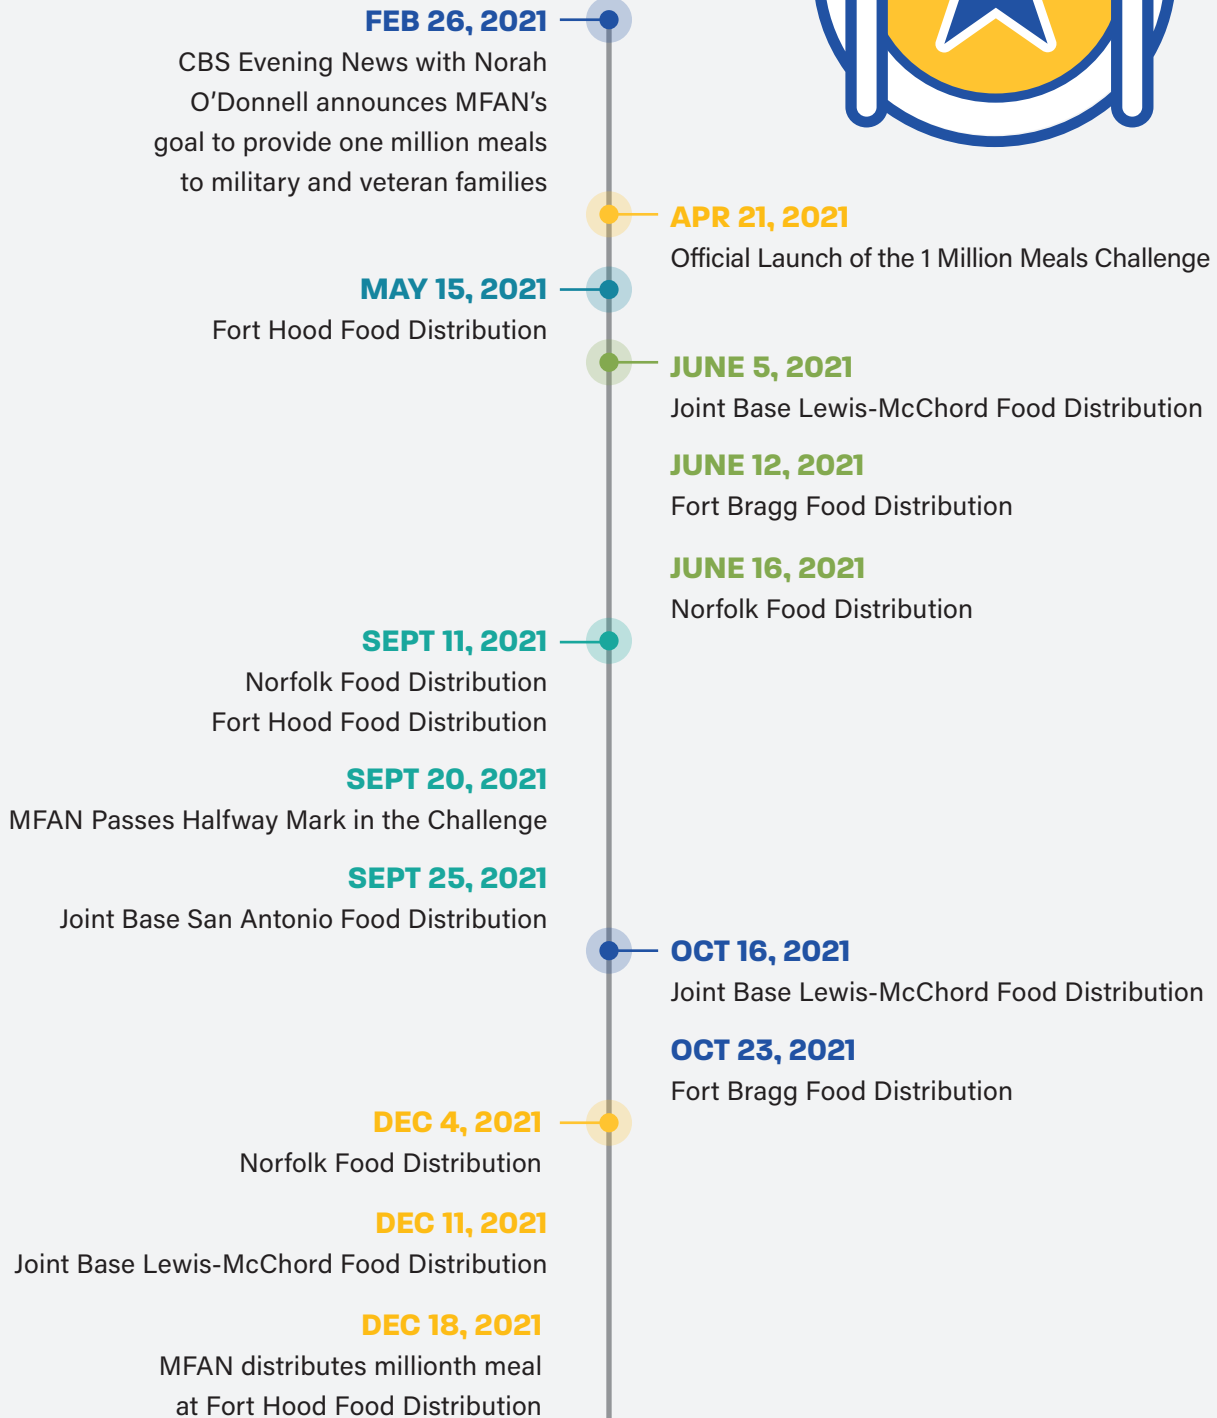 FEB 26, 2021
CBS Evening News with Norah
O'Donnell announces MFAN's
goal to provide one million meals
to military and veteran families
APR 21, 2021
Official Launch of the 1 Million Meals Challenge
MAY 15, 2021
Fort Hood Food Distribution
JUNE 5, 2021
Joint Base Lewis-McChord Food Distribution
JUNE 12, 2021
Fort Bragg Food Distribution
JUNE 16, 2021
Norfolk Food Distribution
SEPT 11, 2021
Norfolk Food Distribution
Fort Hood Food Distribution
SEPT 20, 2021
MFAN Passes Halfway Mark in the Challenge
SEPT 25, 2021
Joint Base San Antonio Food Distribution
OCT 16, 2021
Joint Base Lewis-McChord Food Distribution
OCT 23, 2021
Fort Bragg Food Distribution
DEC 4, 2021
Norfolk Food Distribution
DEC 11, 2021
Joint Base Lewis-McChord Food Distribution
DEC 18, 2021
MFAN distributes millionth meal
at Fort Hood Food Distribution